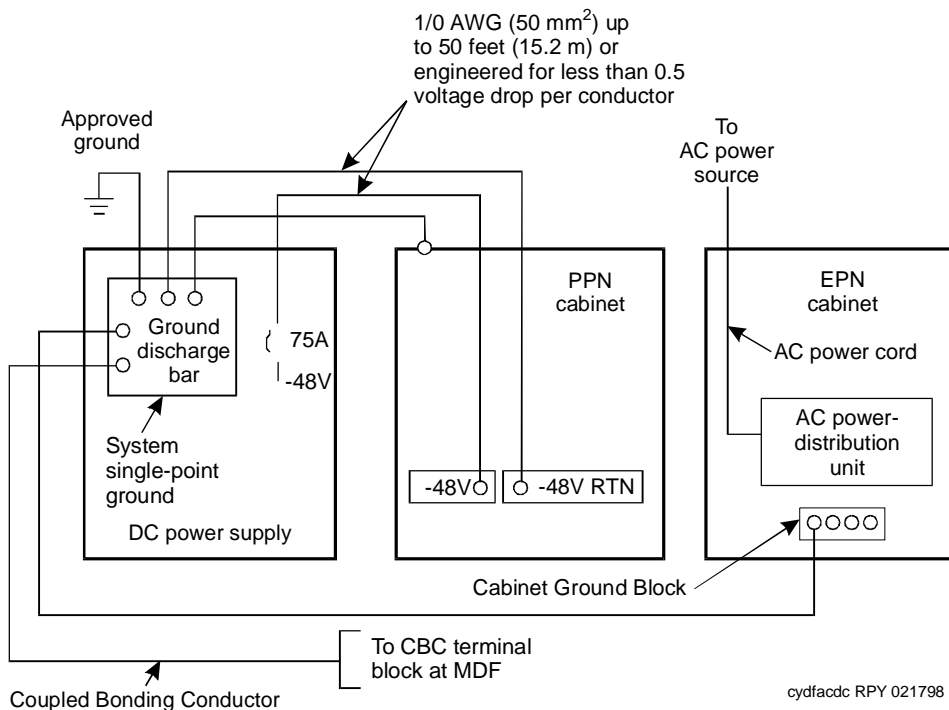 1/0 AWG (50 mm²) up
to 50 feet (15.2 m) or
engineered for less than 0.5
voltage drop per conductor
Approved
ground
To
AC power
source
PPN
cabinet
EPN
cabinet
Ground
discharge
bar
75A
-48V
AC power cord
AC power-
distribution
unit
System
single-point
ground
-48V
-48V RTN
DC power supply
Cabinet Ground Block
To CBC terminal
block at MDF
Coupled Bonding Conductor
cydfacdc RPY 021798